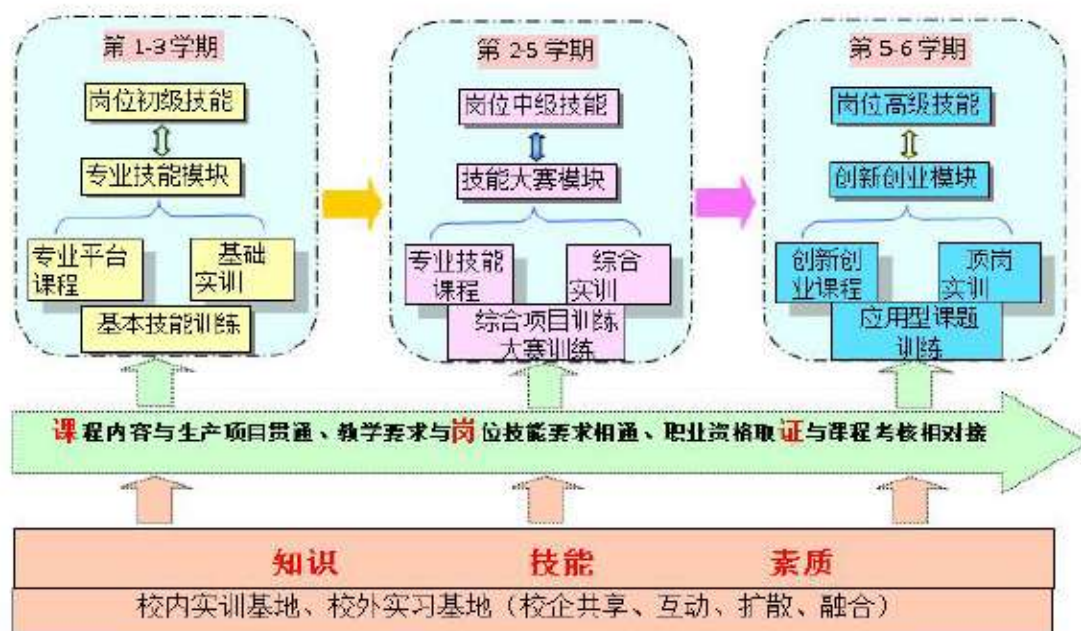 第 1-3 学期
岗位初级技能
专业技能模块
专业平台
课程
基础
实训
基本技能训练
第 2-5 学期
岗位中级技能
技能大赛模块
专业技能
课程
综合
实训
综合项目训练
大赛训练
第 5-6 学期
岗位高级技能
创新创业模块
创新创
业课程
顶岗
实训
应用型课题
训练
课程内容与生产项目贯通、教学要求与岗位技能要求相通、职业资格取证与课程考核相对接
知识 技能 素质
校内实训基地、校外实习基地（校企共享、互动、扩散、融合）